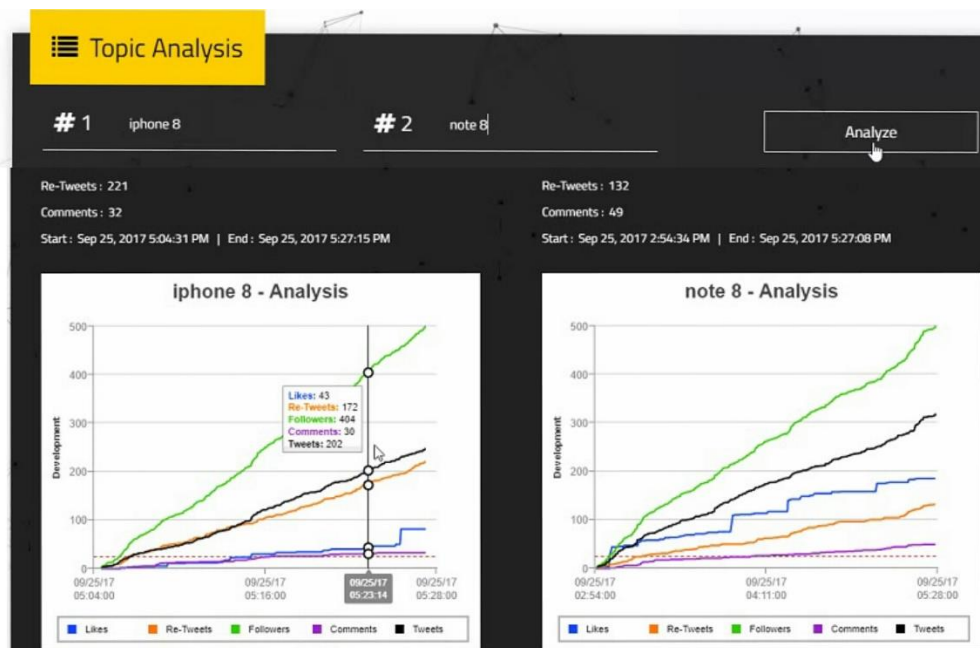 Topic Analysis
# 1 iphone 8
# 2 note 8
Analyze
Re-Tweets : 221
Comments : 32
Start : Sep 25, 2017 5:04:31 PM | End : Sep 25, 2017 5:27:15 PM
iphone 8 - Analysis
Development
500
400
300
200
100
0
Likes: 43
Re-Tweets: 172
Followers: 404
Comments: 30
Tweets: 202
09/25/17
05:04:00
09/25/17
05:16:00
09/25/17
05:23:14
09/25/17
05:28:00
Likes Re-Tweets Followers Comments Tweets
Re-Tweets : 132
Comments : 49
Start : Sep 25, 2017 2:54:34 PM | End : Sep 25, 2017 5:27:08 PM
note 8 - Analysis
Development
500
400
300
200
100
0
09/25/17
02:54:00
09/25/17
04:11:00
09/25/17
05:28:00
Likes Re-Tweets Followers Comments Tweets